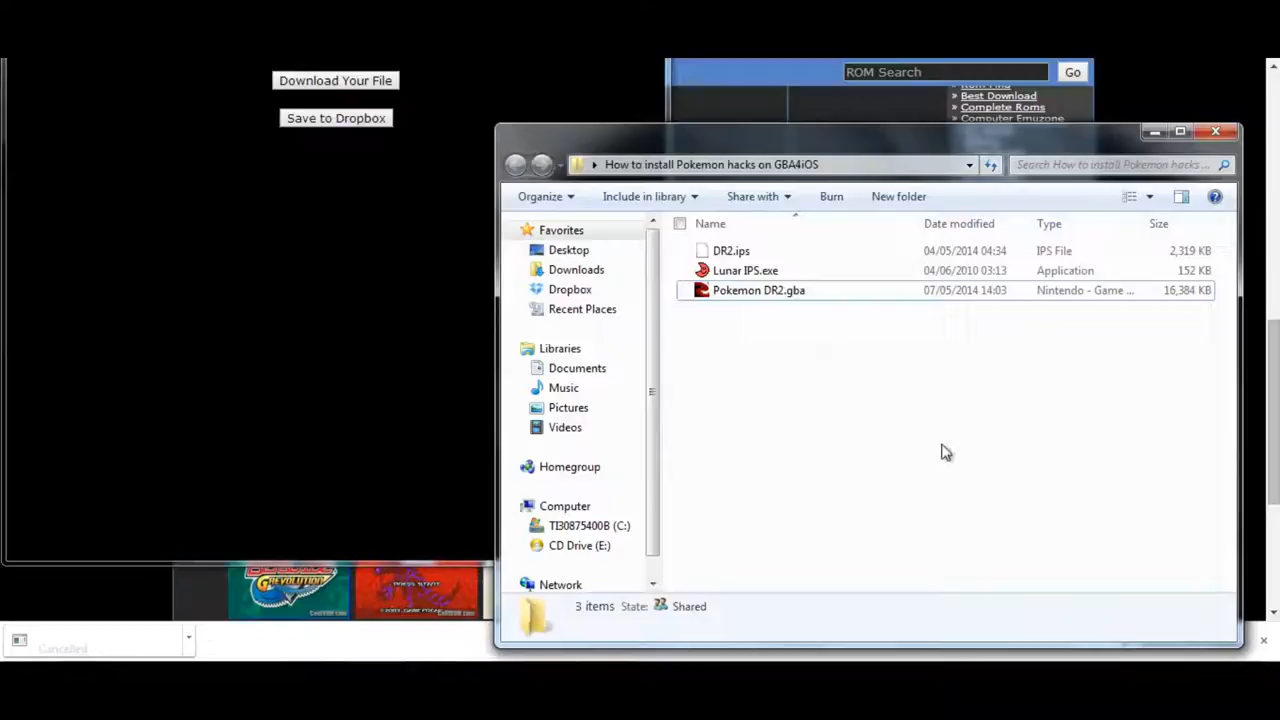 Download Your File
Save to Dropbox
ROM Search
Go
» Best Download
» Complete Roms
» Computer Emuzone
How to install Pokemon hacks on GBA4iOS
Search How to install Pokemon hacks ...
Organize
Include in library
Share with
Burn
New folder
Name
Date modified
Type
Size
DR2.ips
04/05/2014 04:34
IPS File
2,319 KB
Lunar IPS.exe
04/06/2010 03:13
Application
152 KB
Pokemon DR2.gba
07/05/2014 14:03
Nintendo - Game ...
16,384 KB
Favorites
Desktop
Downloads
Dropbox
Recent Places
Libraries
Documents
Music
Pictures
Videos
Homegroup
Computer
TI30875400B (C:)
CD Drive (E:)
Network
3 items
State:
Shared
GREVOLUTION
PRESS START
Cancelled